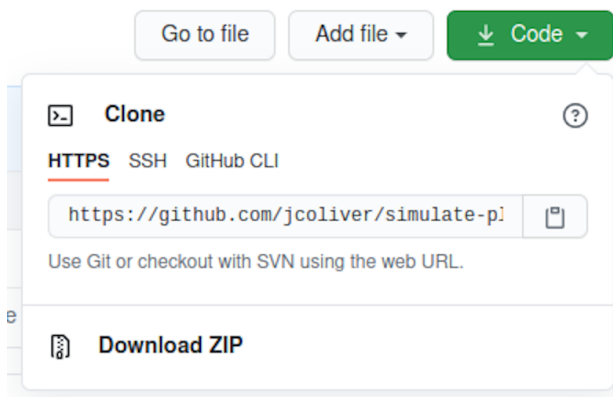 Go to file Add file Code
Clone
HTTPS SSH GitHub CLI
https://github.com/jcoliver/simulate-pl
Use Git or checkout with SVN using the web URL.
e
Download ZIP